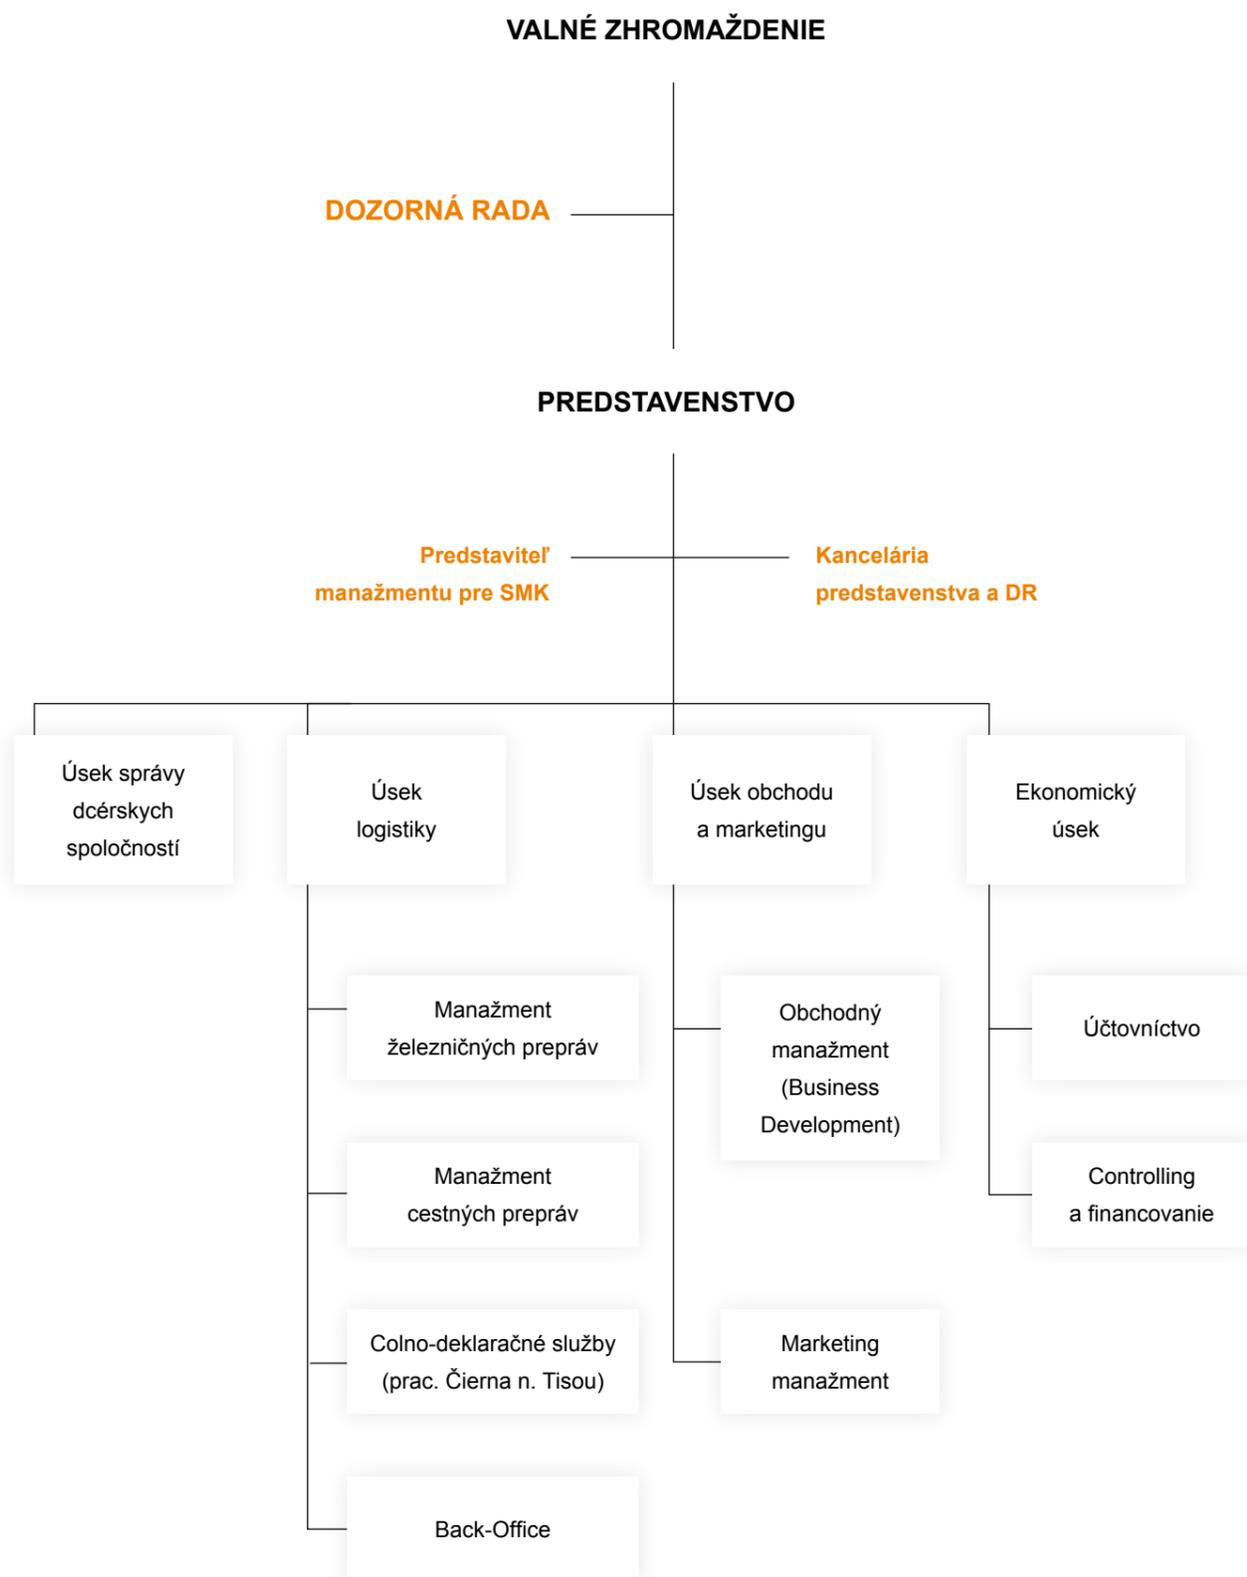 VALNÉ ZHROMAŽDENIE
DOZORNÁ RADA
PREDSTAVENSTVO
Predstaviteľ
manažmentu pre SMK
Kancelária
predstavenstva a DR
Úsek správy
dcérskych
spoločností
Úsek
logistiky
Úsek obchodu
a marketingu
Ekonomický
úsek
Manažment
železničných prepráv
Manažment
cestných prepráv
Colno-deklaračné služby
(prac. Čierna n. Tisou)
Back-Office
Obchodný
manažment
(Business
Development)
Marketing
manažment
Účtovníctvo
Controlling
a financovanie